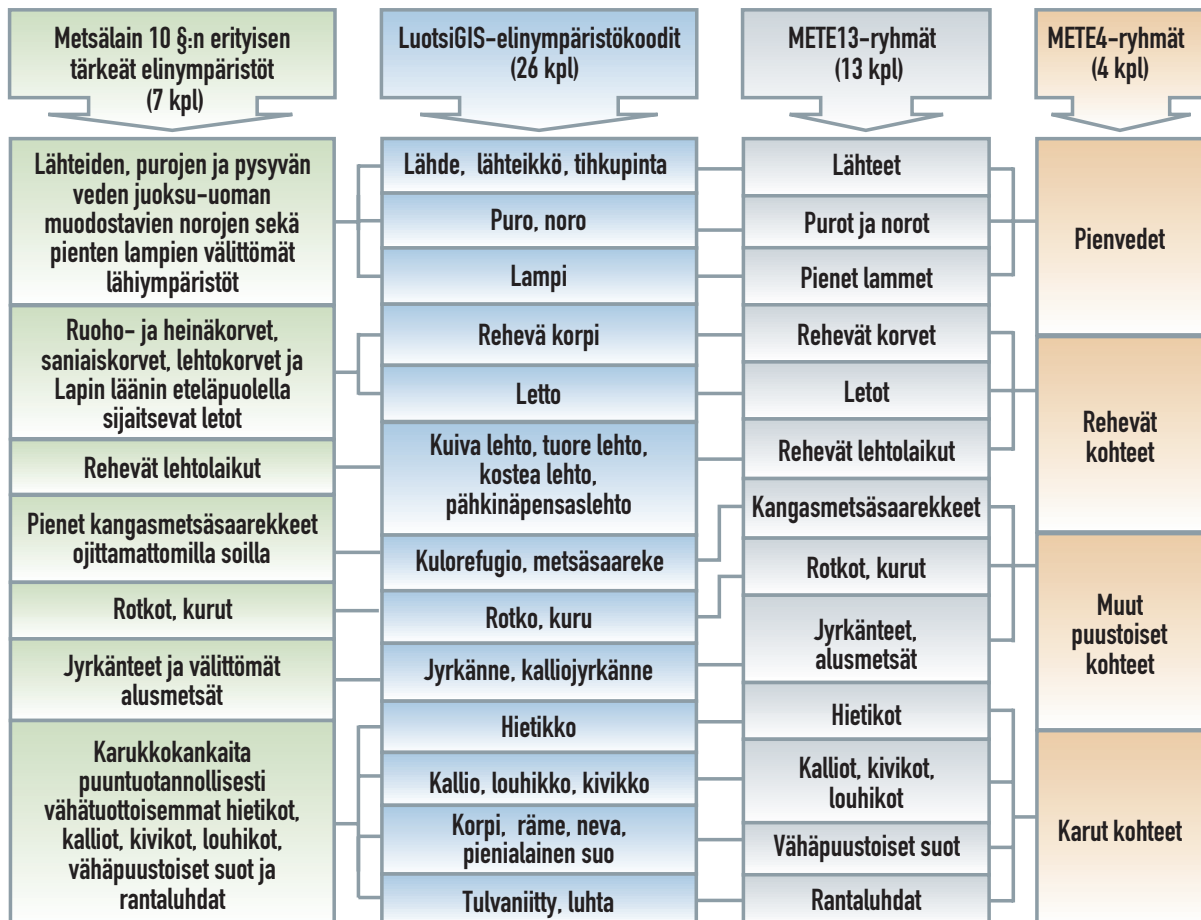 Metsälain 10 §:n erityisen
tärkeät elinympäristöt
(7 kpl)
Lähteiden, purojen ja pysyvän
veden juoksu-uoman
muodostavien norojen sekä
pienten lampien välittömät
lähiympäristöt
Ruoho- ja heinäkorvet,
saniaiskorvet, lehtokorvet ja
Lapin läänin eteläpuolella
sijaitsevat letot
Rehevät lehtolaikut
Pienet kangasmetsäsaarekkeet
ojittamattomilla soilla
Rotkot, kurut
Jyrkänteet ja välittömät
alusmetsät
Karukkokankaita
puuntuotannollisesti
vähätuottoisemmat hietikot,
kalliot, kivikot, louhikot,
vähäpuustoiset suot ja
rantaluhdat
LuotsiGIS-elinympäristökoodit
(26 kpl)
Lähde, lähteikkö, tihkupinta
Puro, noro
Lampi
Rehevä korpi
Letto
Kuiva lehto, tuore lehto,
kostea lehto,
pähkinäpensaslehto
Kulorefugio, metsäsaareke
Rotko, kuru
Jyrkänne, kalliojyrkänne
Hietikko
Kallio, louhikko, kivikko
Korpi, räme, neva,
pienialainen suo
Tulvaniitty, luhta
METE13-ryhmät
(13 kpl)
Lähteet
Purot ja norot
Pienet lammet
Rehevät korvet
Letot
Rehevät lehtolaikut
Kangasmetsäsaarekkeet
Rotkot, kurut
Jyrkänteet,
alusmetsät
Hietikot
Kalliot, kivikot,
louhikot
Vähäpuustoiset suot
Rantaluhdat
METE4-ryhmät
(4 kpl)
Pienvedet
Rehevät
kohteet
Muut
puustoiset
kohteet
Karut kohteet